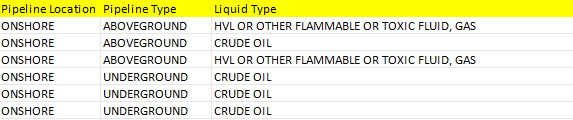 Pipeline Location Pipeline Type Liquid Type
ONSHORE ABOVEGROUND HVL OR OTHER FLAMMABLE OR TOXIC FLUID, GAS
ONSHORE ABOVEGROUND CRUDE OIL
ONSHORE ABOVEGROUND HVL OR OTHER FLAMMABLE OR TOXIC FLUID, GAS
ONSHORE UNDERGROUND CRUDE OIL
ONSHORE UNDERGROUND CRUDE OIL
ONSHORE UNDERGROUND CRUDE OIL